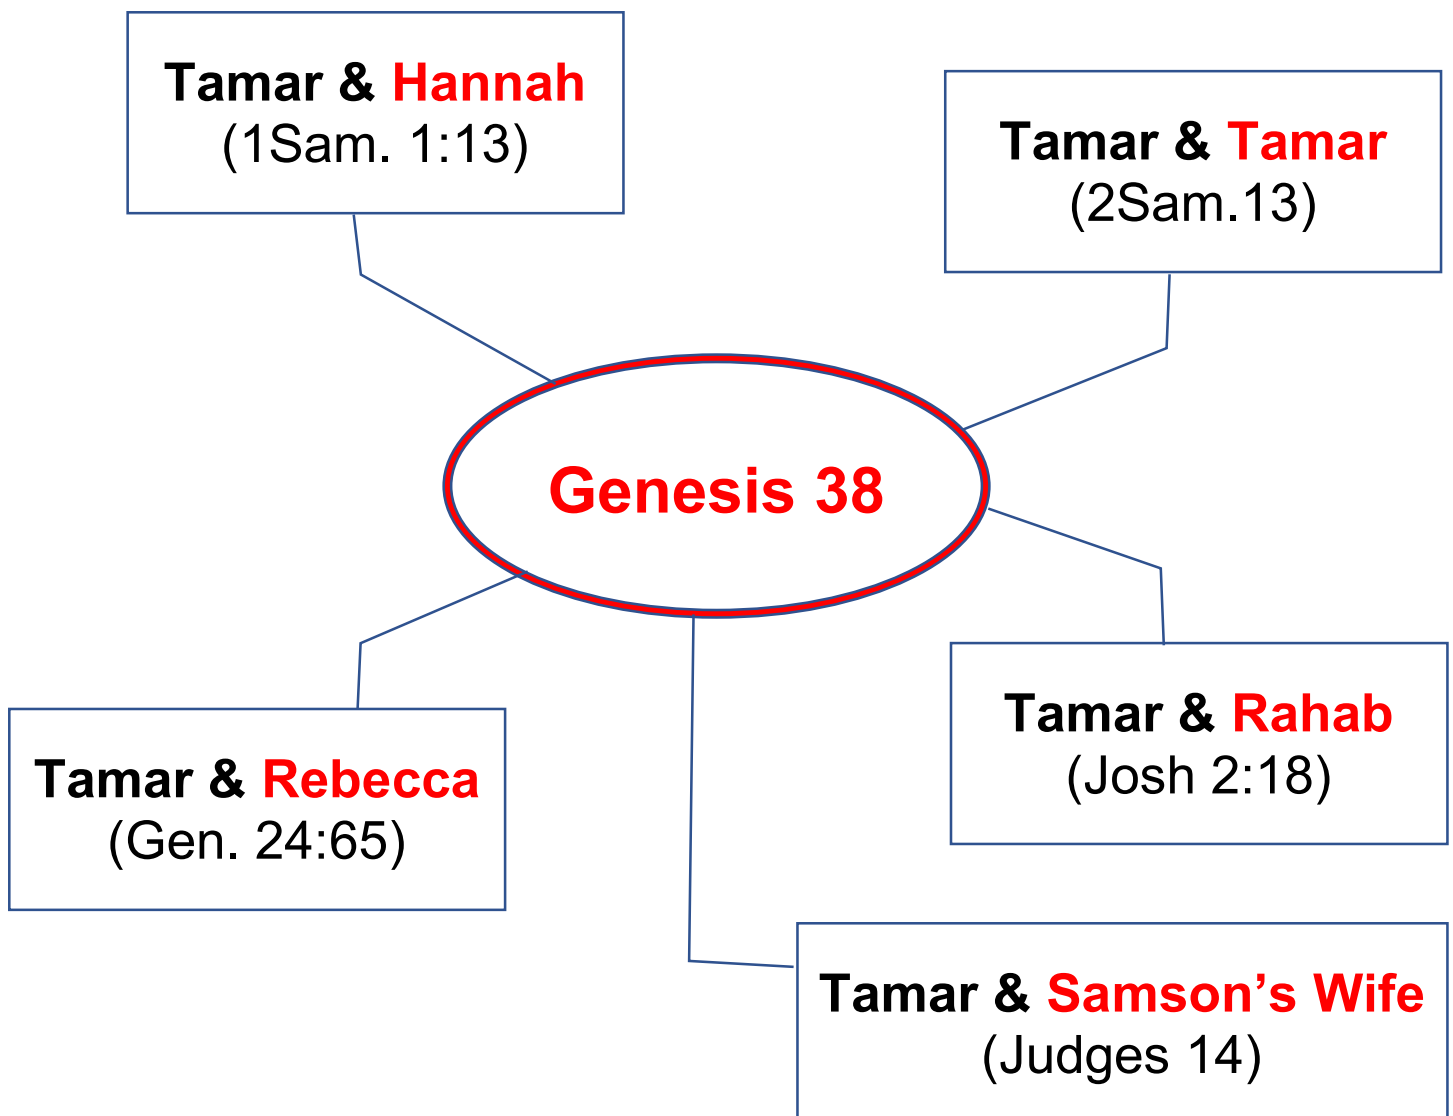 Tamar & Hannah
(1Sam. 1:13)
Tamar & Tamar
(2Sam.13)
Genesis 38
Tamar & Rebecca
(Gen. 24:65)
Tamar & Rahab
(Josh 2:18)
Tamar & Samson’s Wife
(Judges 14)